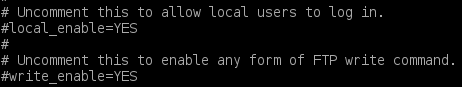 # Uncomment this to allow local users to log in.
#local_enable=YES
#
# Uncomment this to enable any form of FTP write command.
#write_enable=YES